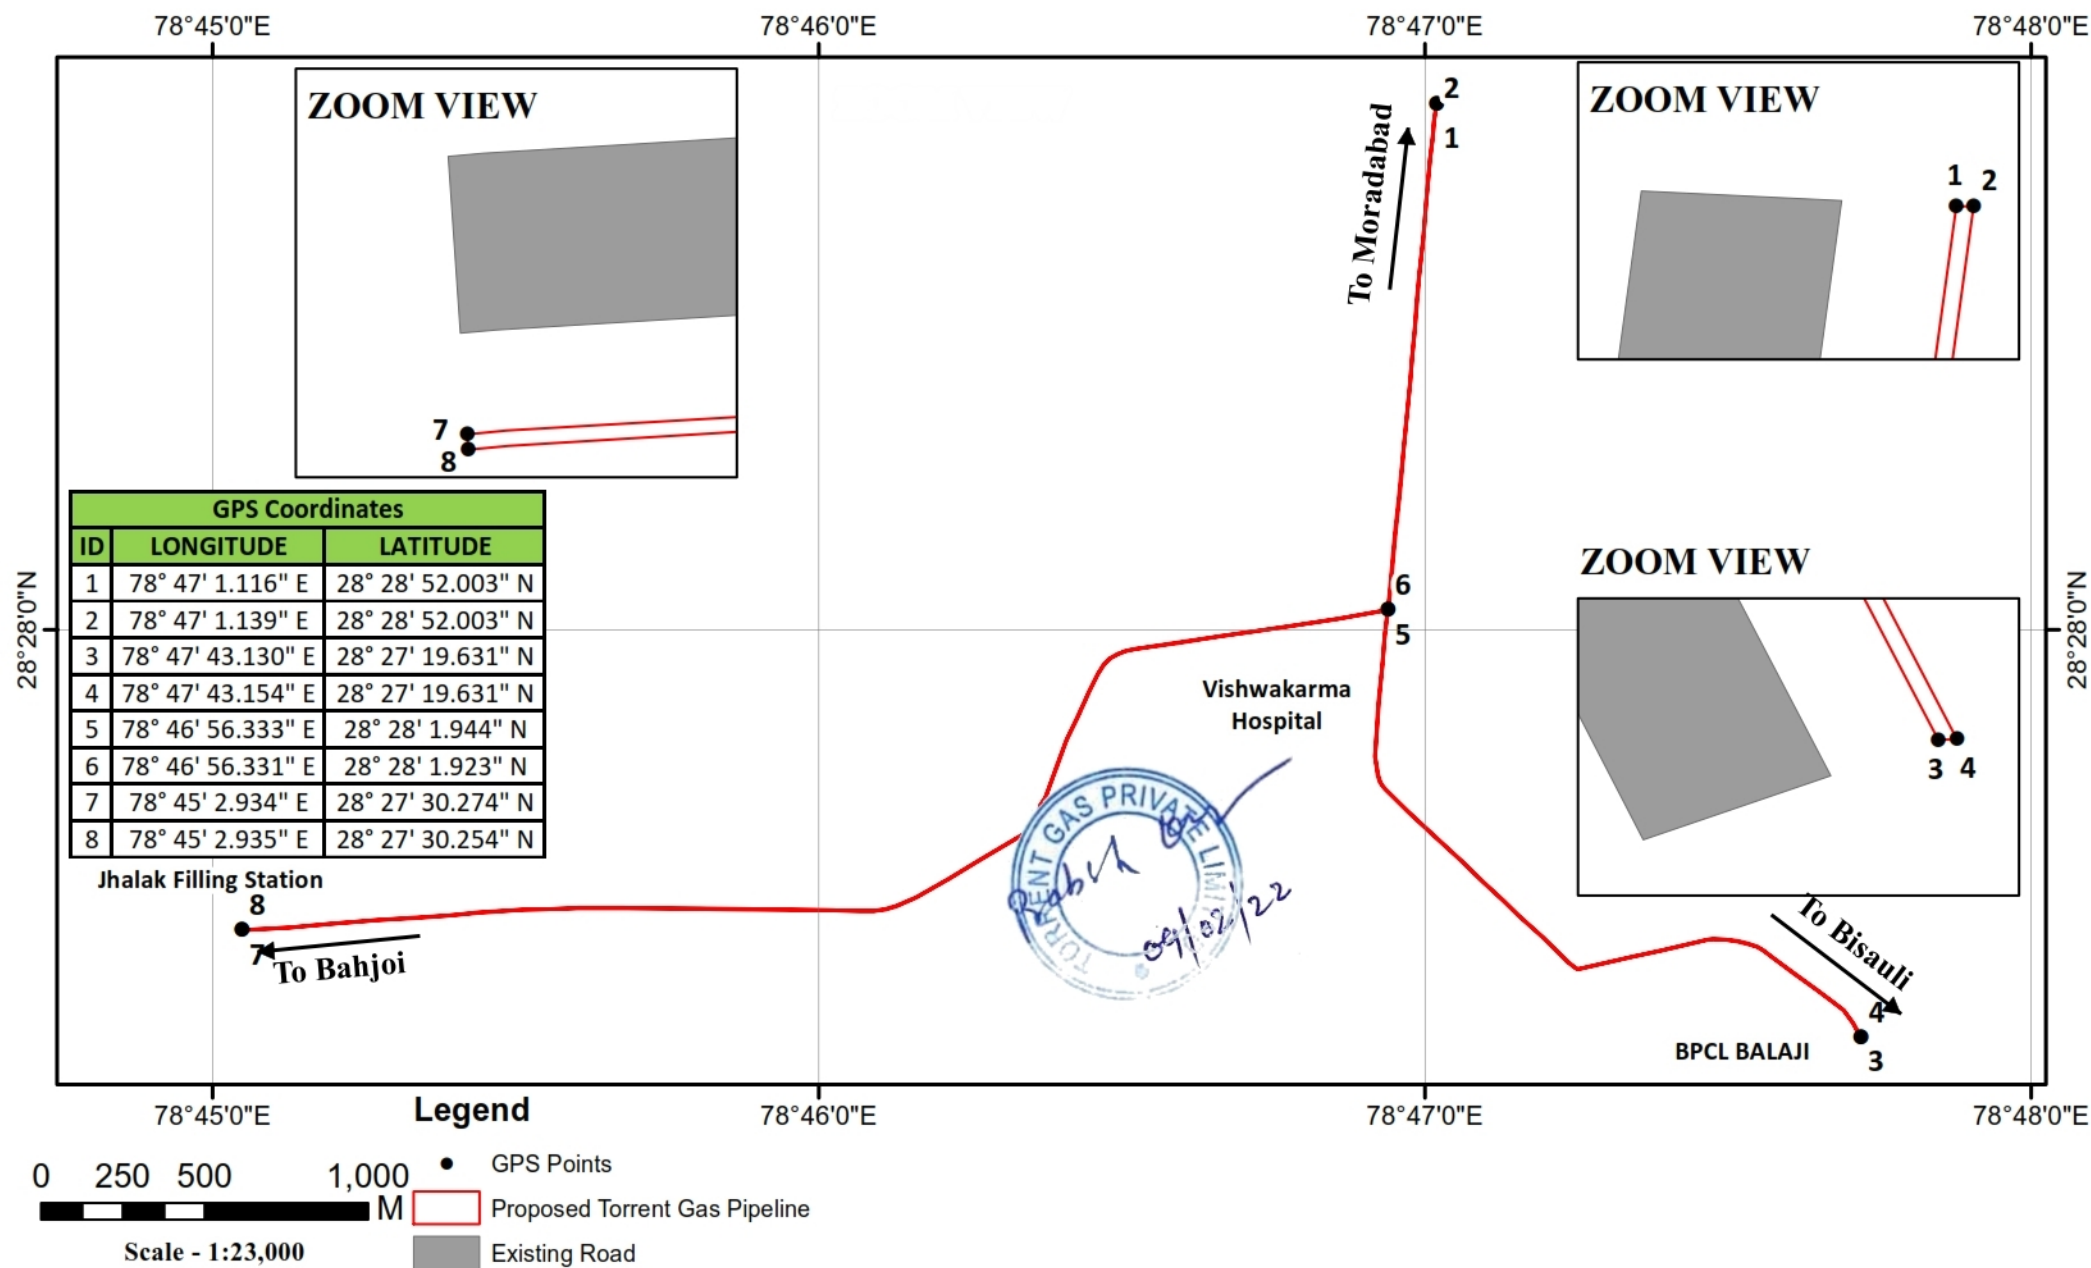 78°45'0"E 78°46'0"E 78°47'0"E 78°48'0"E
ZOOM VIEW
7
8
To Moradabad
2
1
ZOOM VIEW
1 2
GPS Coordinates
ID LONGITUDE LATITUDE
1 78° 47' 1.116" E 28° 28' 52.003" N
2 78° 47' 1.139" E 28° 28' 52.003" N
3 78° 47' 43.130" E 28° 27' 19.631" N
4 78° 47' 43.154" E 28° 27' 19.631" N
5 78° 46' 56.333" E 28° 28' 1.944" N
6 78° 46' 56.331" E 28° 28' 1.923" N
7 78° 45' 2.934" E 28° 27' 30.274" N
8 78° 45' 2.935" E 28° 27' 30.254" N
28°28'0"N
6
5
28°28'0"N
ZOOM VIEW
3 4
Vishwakarma
Hospital
TORRENT GAS PRIVATE LIMI
09/02/22
Jhalak Filling Station
8
7
To Bahjoi
To Bisauli
4
3
BPCL BALAJI
78°45'0"E 78°46'0"E 78°47'0"E 78°48'0"E
Legend
0 250 500 1,000
M
Scale - 1:23,000
GPS Points
Proposed Torrent Gas Pipeline
Existing Road